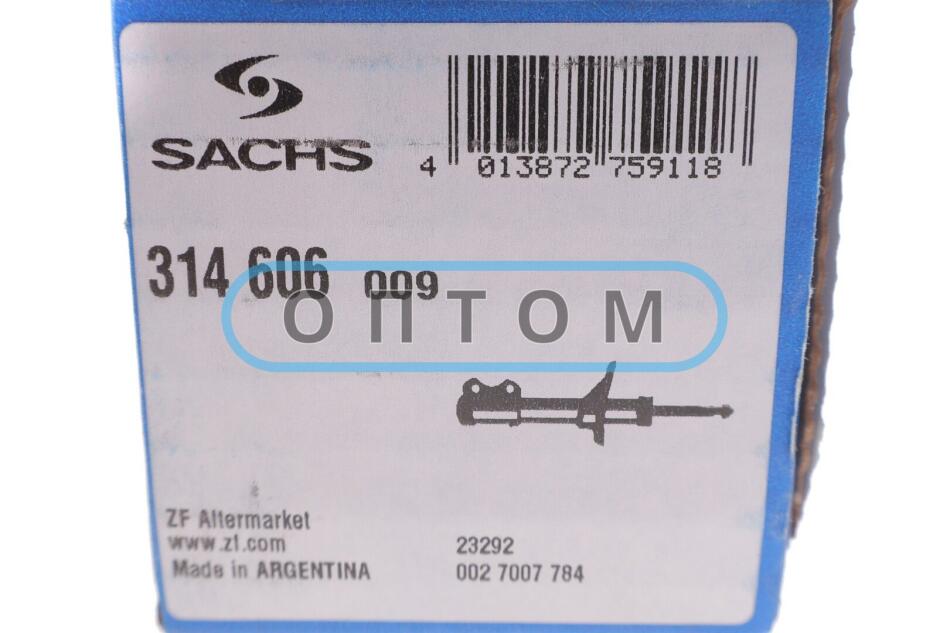 SACHS
4 013872 759118
314 606 009
ОПТОМ
ZF Aftermarket
www.zf.com
Made in ARGENTINA
23292
002 7007 784